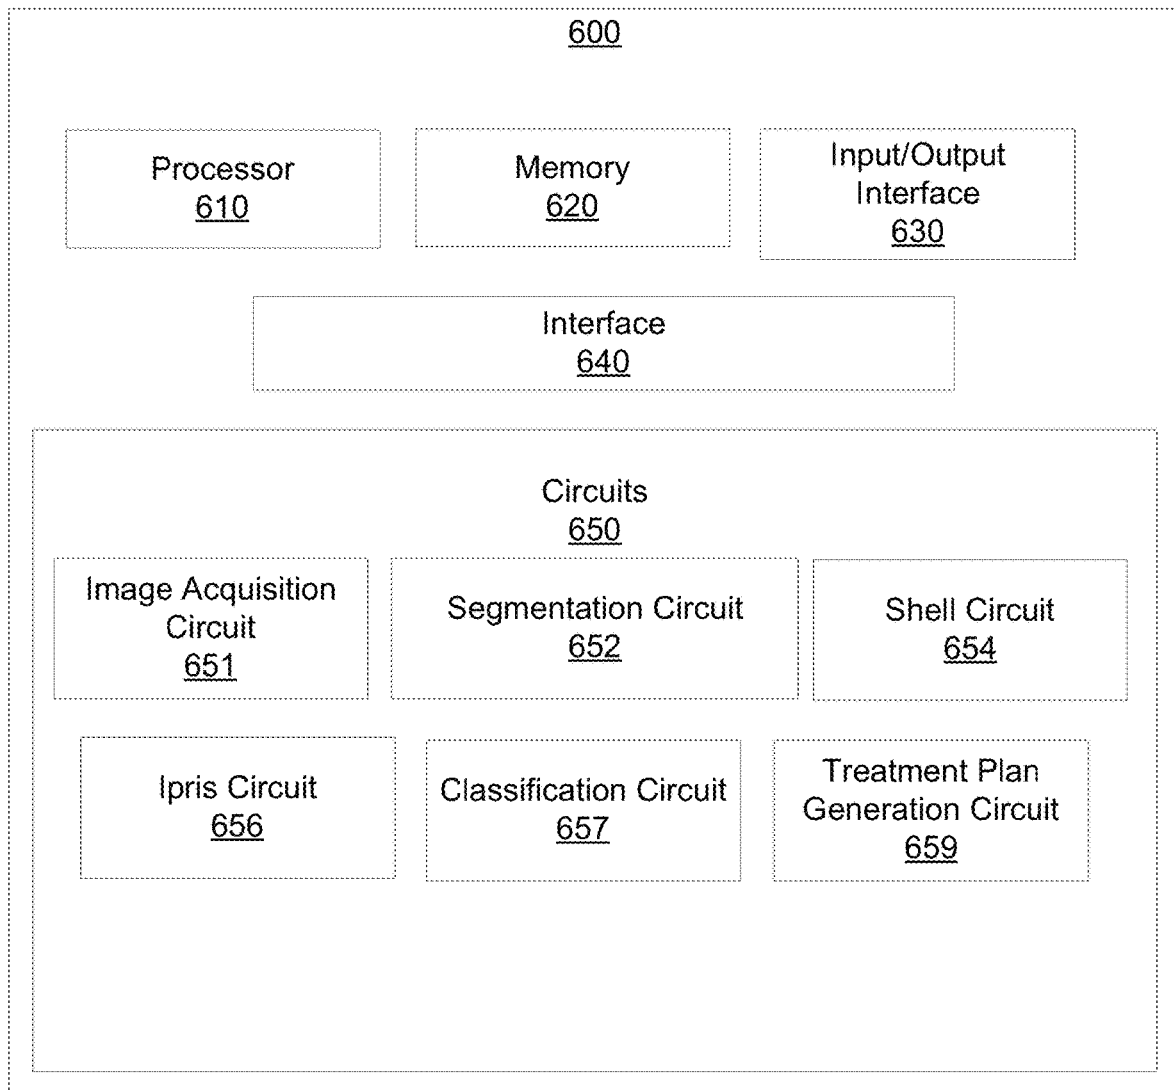 600
Processor
610
Memory
620
Input/Output
Interface
630
Interface
640
Circuits
650
Image Acquisition
Circuit
651
Segmentation Circuit
652
Shell Circuit
654
Ipris Circuit
656
Classification Circuit
657
Treatment Plan
Generation Circuit
659